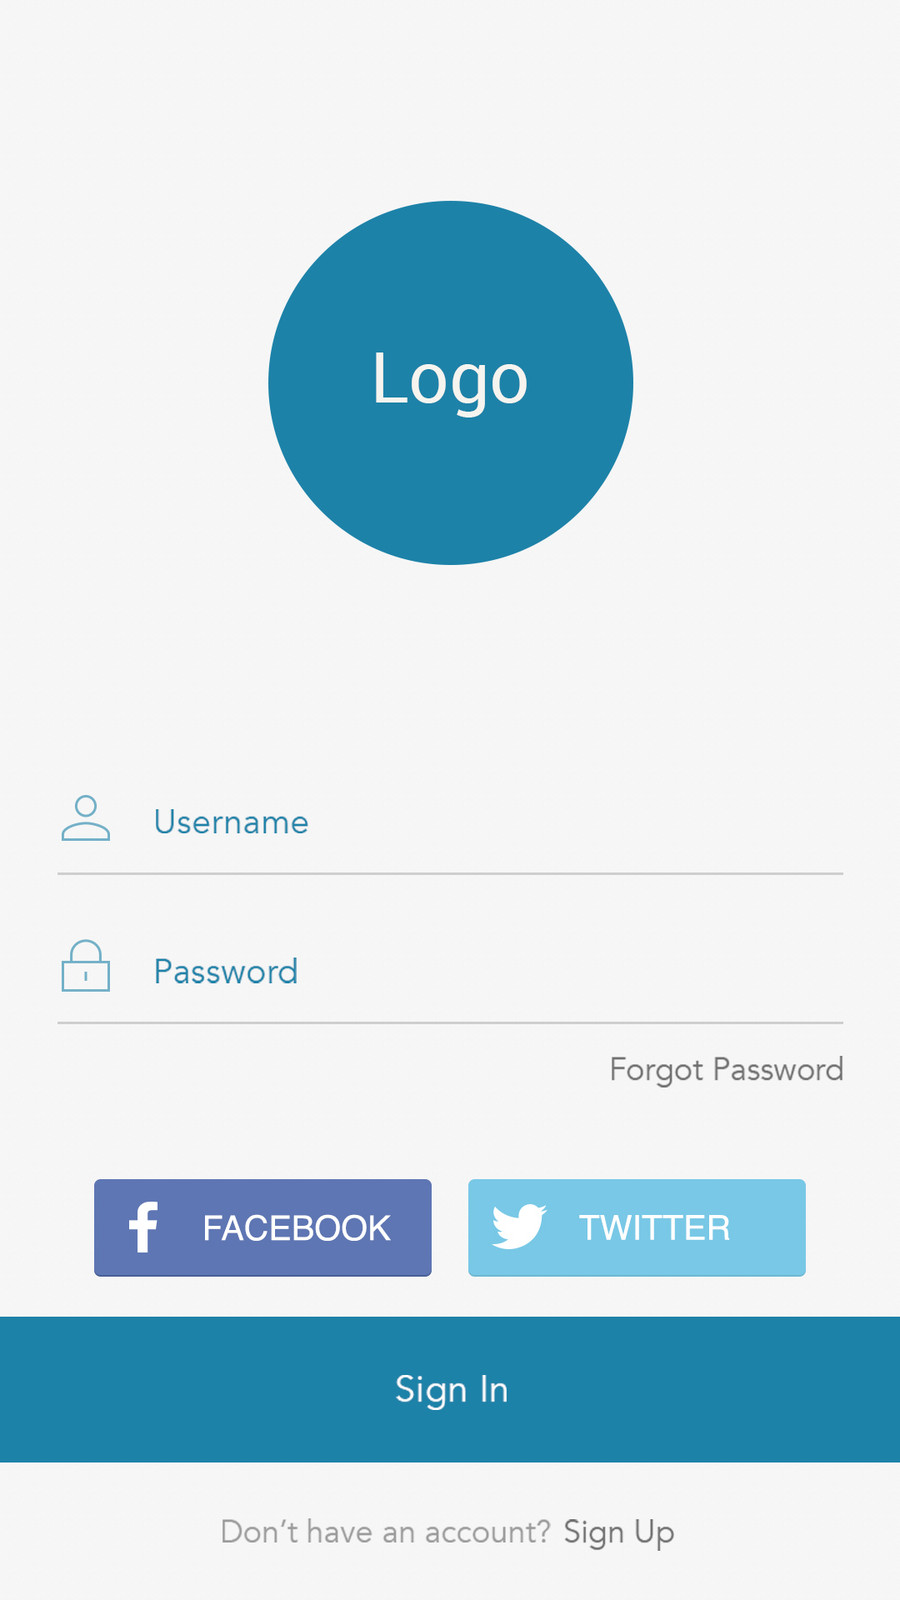 Logo
Username
Password
Forgot Password
FACEBOOK TWITTER
Sign In
Don’t have an account? Sign Up